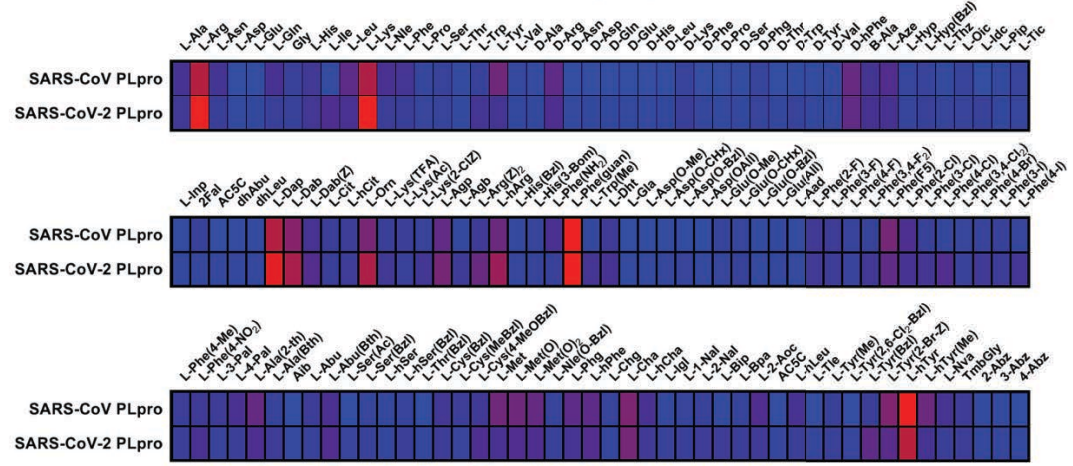 L-Ala L-Arg L-Asn L-Asp L-Glu L-Gln Gly L-His L-Ile L-Leu L-Lys L-Nle L-Phe L-Pro L-Ser L-Thr L-Trp L-Tyr L-Val D-Ala D-Arg D-Asn D-Asp D-Gln D-Glu D-His D-Leu D-Lys D-Phe D-Pro D-Ser D-Phg D-Thr D-Trp D-Tyr D-Val D-hPhe B-Ala L-Aze L-Hyp L-Hyp(Bzl) L-Thz L-Oic L-Idc L-Pip L-Tic
SARS-CoV PLpro
SARS-CoV-2 PLpro
L-Inp 2Fal AC5C dhAbu dhLeu L-Dap L-Dab L-Dab(Z) L-Cit L-hCit L-Orn L-Lys(TFA) L-Lys(Ac) L-Lys(2-ClZ) L-Agp L-Agb L-Arg(Z)₂ L-hArg L-His(Bzl) L-His(3-Bom) L-Phe(NH₂) L-Phe(guan) L-Trp(Me) DHt L-Gla L-Asp(O-Me) L-Asp(O-CHx) L-Asp(O-Bzl) L-Asp(OAll) L-Glu(O-Me) L-Glu(O-CHx) L-Glu(O-Bzl) L-Glu(All) L-Aad L-Phe(2-F) L-Phe(3-F) L-Phe(4-F) L-Phe(3,4-F₂) L-Phe(F5) L-Phe(2-Cl) L-Phe(3-Cl) L-Phe(4-Cl) L-Phe(3,4-Cl₂) L-Phe(4-Br) L-Phe(3-I) L-Phe(4-I)
SARS-CoV PLpro
SARS-CoV-2 PLpro
L-Phe(4-Me) L-Phe(4-NO₂) L-3-Pal L-4-Pal L-Ala(2-th) L-Ala(Bth) Aib L-Abu L-Abu(Bth) L-Ser(Ac) L-Ser(Bzl) L-hSer L-hSer(Bzl) L-Thr(Bzl) L-Cys(Bzl) L-Cys(MeBzl) L-Cys(4-MeOBzl) L-Met L-Met(O) L-Met(O)₂ L-Nle(O-Bzl) L-Phg L-hPhe L-Chg L-Cha L-hCha L-Igl L-1-Nal L-2-Nal L-Bip L-Bpa L-2-Aoc AC5C L-hLeu L-Tle L-Tyr(Me) L-Tyr(2,6-Cl₂-Bzl) L-Tyr(Bzl) L-Tyr(2-Br-Z) L-hTyr L-hTyr(Me) L-Nva TmbGly 2-Abz 3-Abz 4-Abz
SARS-CoV PLpro
SARS-CoV-2 PLpro